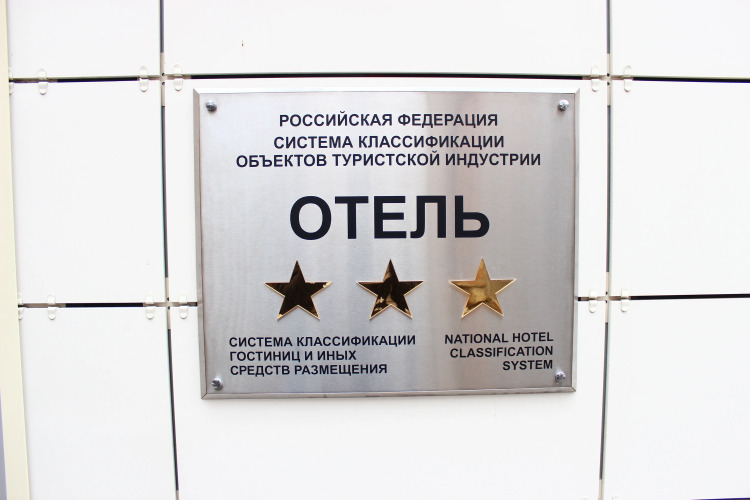 РОССИЙСКАЯ ФЕДЕРАЦИЯ
СИСТЕМА КЛАССИФИКАЦИИ
ОБЪЕКТОВ ТУРИСТСКОЙ ИНДУСТРИИ
ОТЕЛЬ
СИСТЕМА КЛАССИФИКАЦИИ
ГОСТИНИЦ И ИНЫХ
СРЕДСТВ РАЗМЕЩЕНИЯ
NATIONAL HOTEL
CLASSIFICATION
SYSTEM